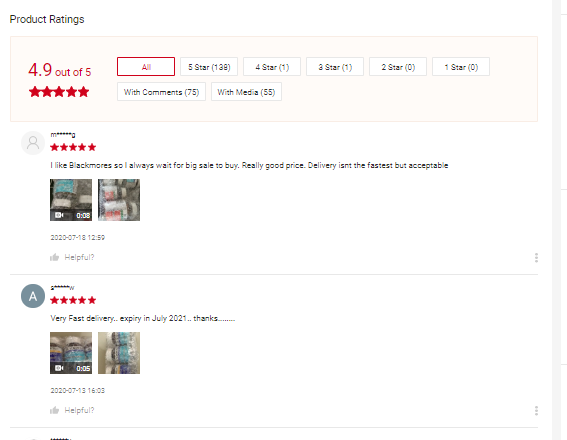 Product Ratings
4.9 out of 5
All
5 Star (138)
4 Star (1)
3 Star (1)
2 Star (0)
1 Star (0)
With Comments (75)
With Media (55)
m*****g
I like Blackmores so I always wait for big sale to buy. Really good price. Delivery isnt the fastest but acceptable
0:08
2020-07-18 12:59
Helpful?
A
s*****w
Very Fast delivery.. expiry in July 2021.. thanks........
0:05
2020-07-13 16:03
Helpful?